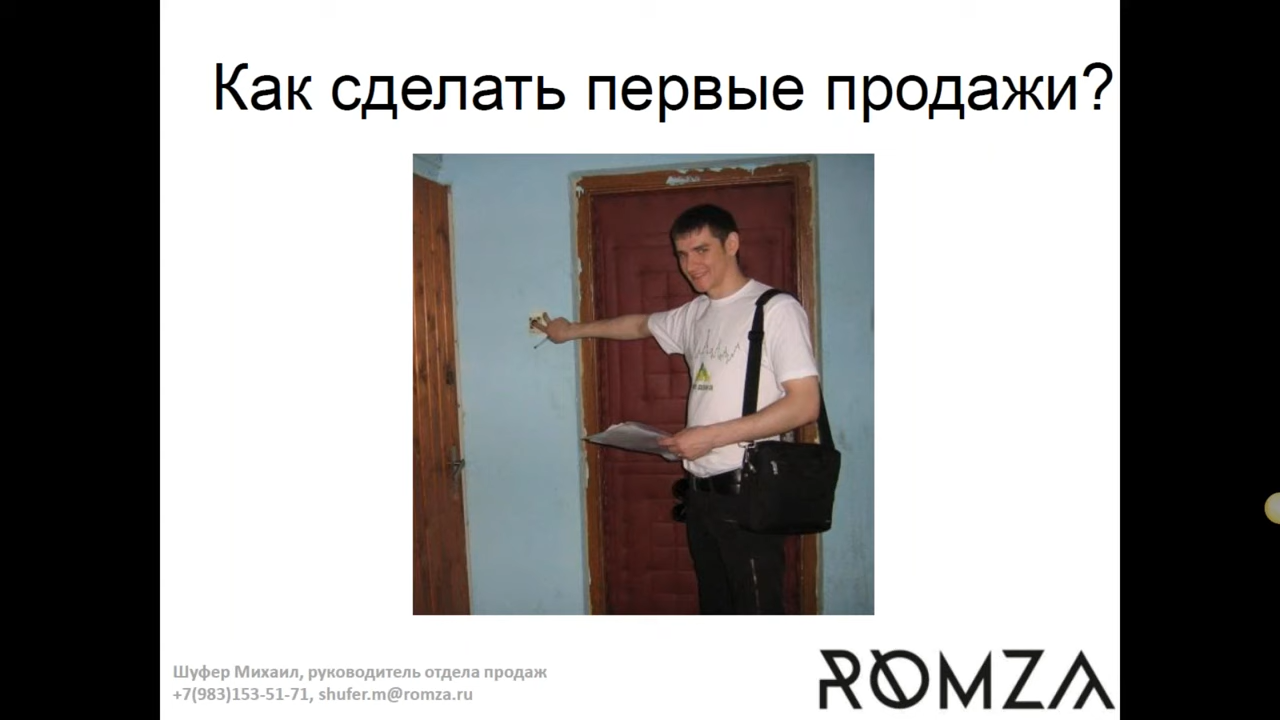 Как сделать первые продажи?
Шуфер Михаил, руководитель отдела продаж
+7(983)153-51-71, shufer.m@romza.ru
ROMZA